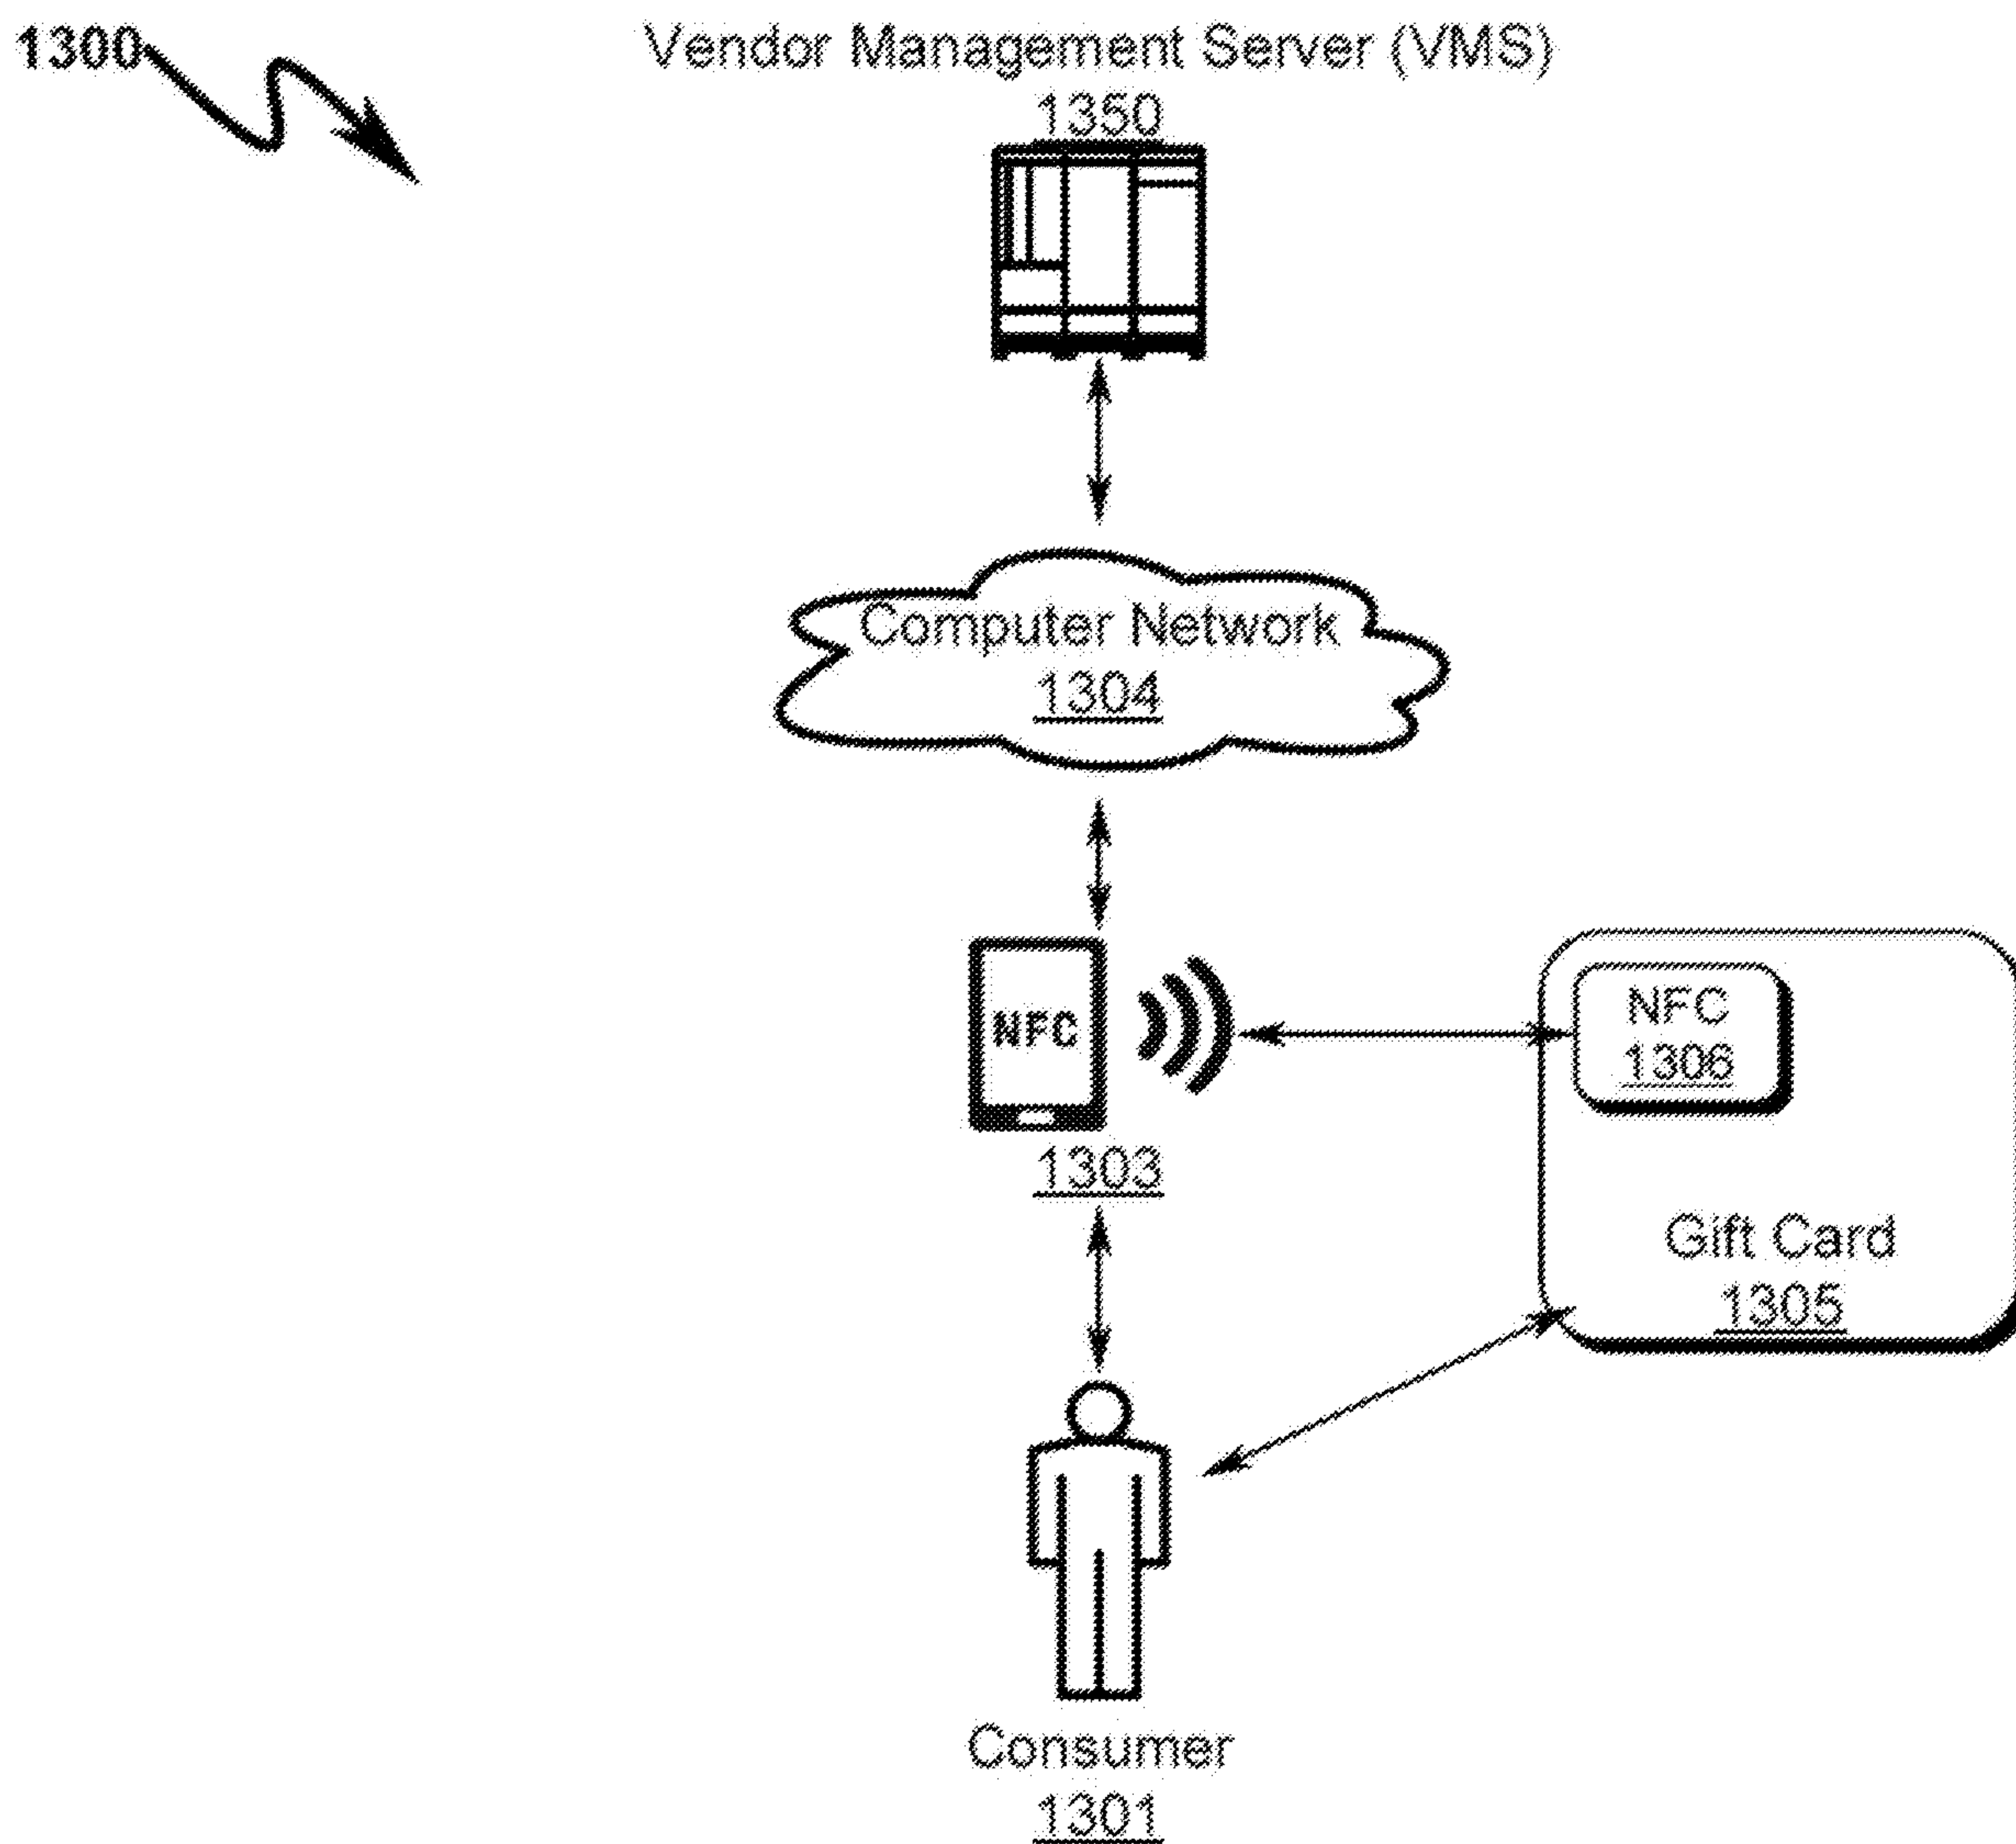 1300
Vendor Management Server (VMS)
1350
Computer Network
1304
NFC
1303
NFC
1306
Gift Card
1305
Consumer
1301